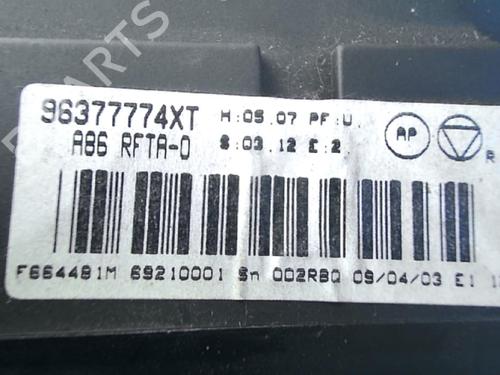 PARTS
96377774XT H:05.07 PF:U.
A86 RFTA-0 S:03.12 E:2.
AP
R
F664481M 69210001 Sn 002RBQ 09/04/03 E1